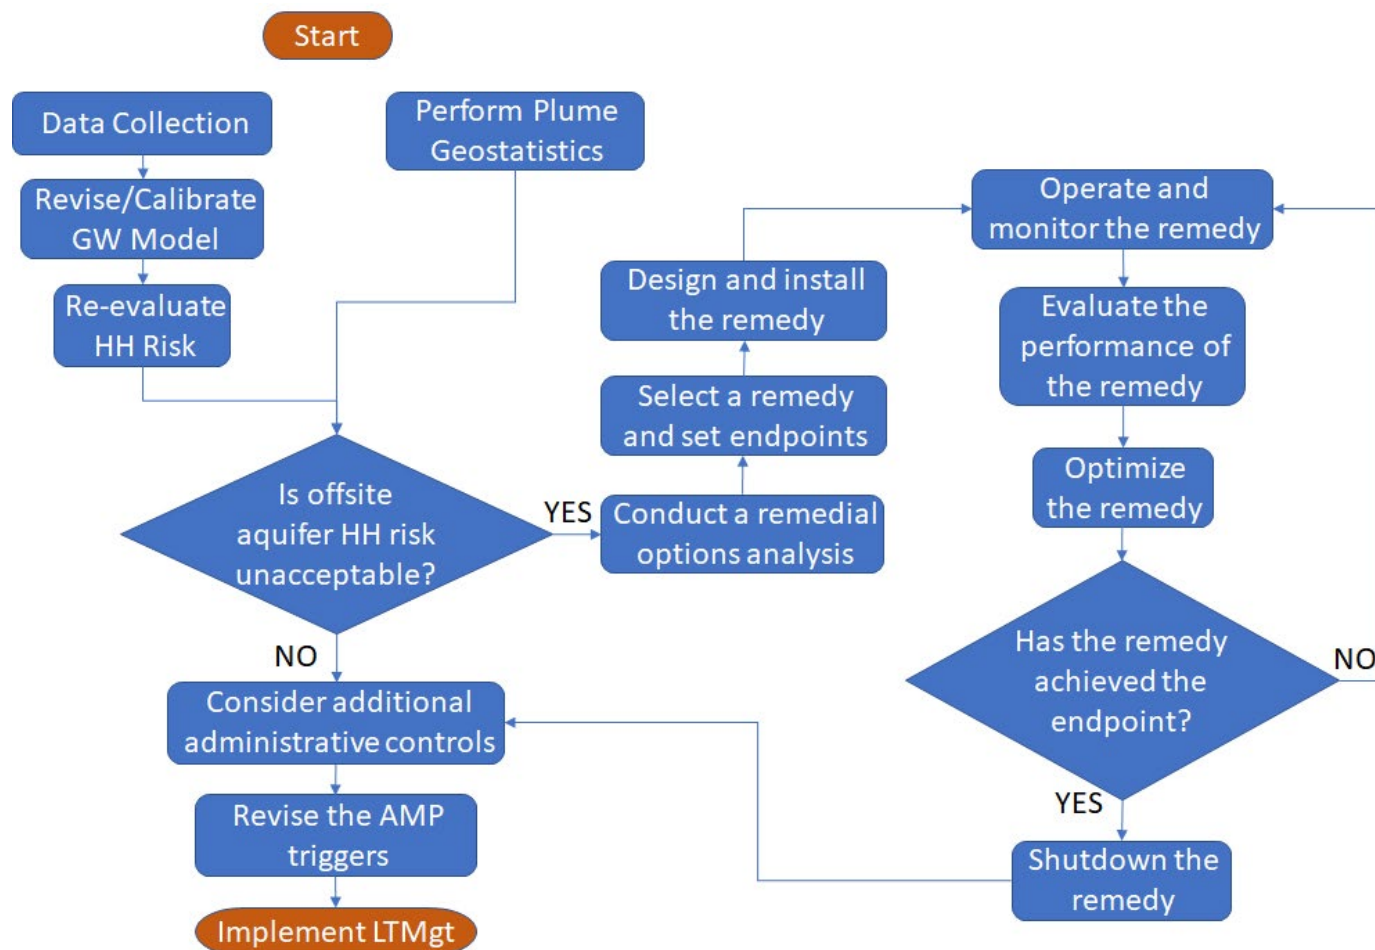 Start
Data Collection
Revise/Calibrate
GW Model
Re-evaluate
HH Risk
Perform Plume
Geostatistics
Is offsite
aquifer HH risk
unacceptable?
YES
NO
Conduct a remedial
options analysis
Select a remedy
and set endpoints
Design and install
the remedy
Operate and
monitor the remedy
Evaluate the
performance of
the remedy
Optimize
the remedy
Has the remedy
achieved the
endpoint?
NO
YES
Shutdown the
remedy
Consider additional
administrative controls
Revise the AMP
triggers
Implement LTMgt